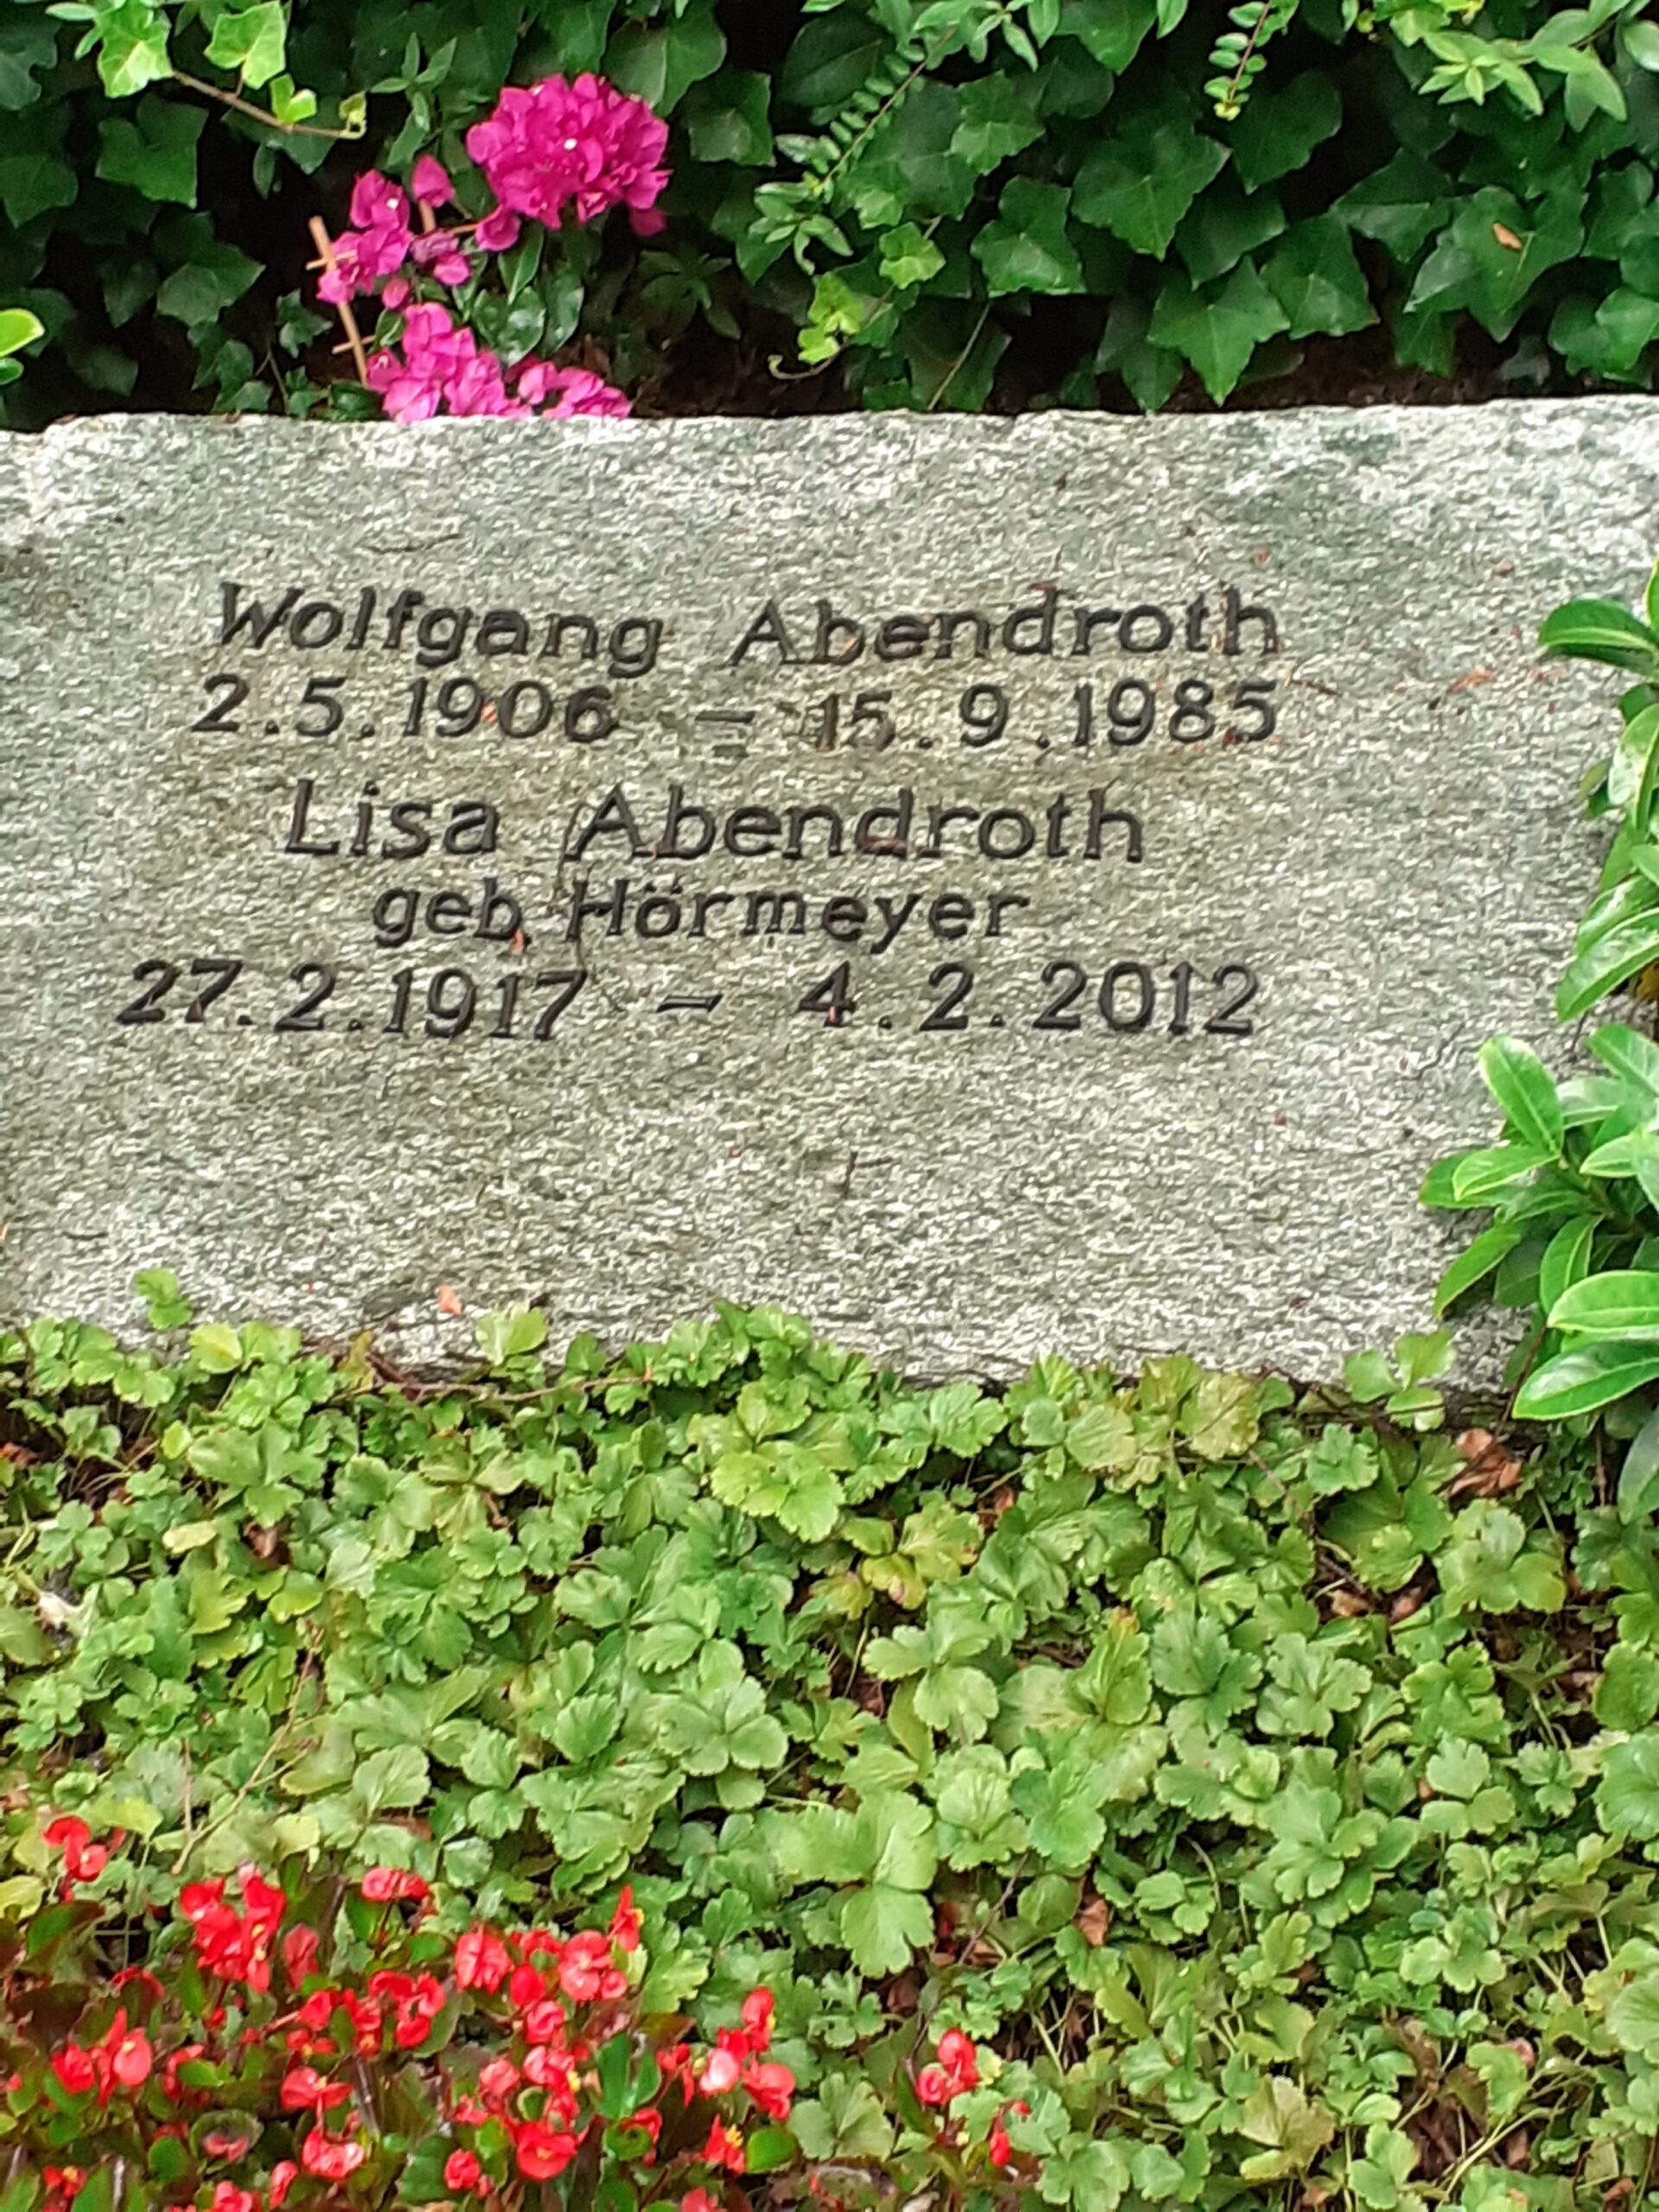 Wolfgang Abendroth
2.5.1906 – 15.9.1985
Lisa Abendroth
geb. Hörmeyer
27.2.1917 – 4.2.2012